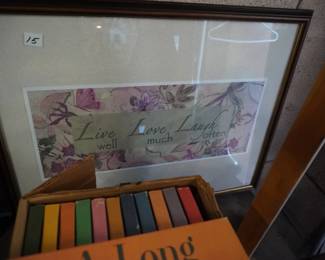 15
Live Love Laugh
well much often
A Long